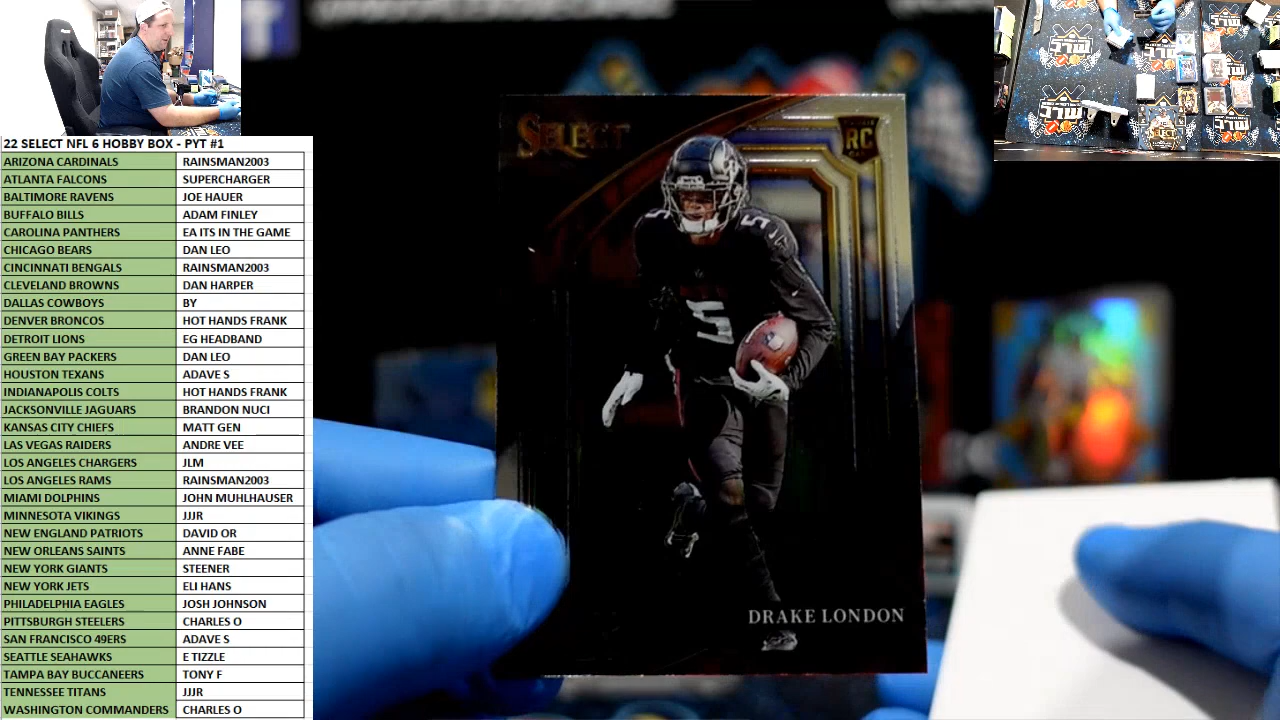 22 SELECT NFL 6 HOBBY BOX - PYT #1
ARIZONA CARDINALS RAINSMAN2003
ATLANTA FALCONS SUPERCHARGER
BALTIMORE RAVENS JOE HAUER
BUFFALO BILLS ADAM FINLEY
CAROLINA PANTHERS EA ITS IN THE GAME
CHICAGO BEARS DAN LEO
CINCINNATI BENGALS RAINSMAN2003
CLEVELAND BROWNS DAN HARPER
DALLAS COWBOYS BY
DENVER BRONCOS HOT HANDS FRANK
DETROIT LIONS EG HEADBAND
GREEN BAY PACKERS DAN LEO
HOUSTON TEXANS ADAVE S
INDIANAPOLIS COLTS HOT HANDS FRANK
JACKSONVILLE JAGUARS BRANDON NUCI
KANSAS CITY CHIEFS MATT GEN
LAS VEGAS RAIDERS ANDRE VEE
LOS ANGELES CHARGERS JLM
LOS ANGELES RAMS RAINSMAN2003
MIAMI DOLPHINS JOHN MUHLHAUSER
MINNESOTA VIKINGS JJJR
NEW ENGLAND PATRIOTS DAVID OR
NEW ORLEANS SAINTS ANNE FABE
NEW YORK GIANTS STEENER
NEW YORK JETS ELI HANS
PHILADELPHIA EAGLES JOSH JOHNSON
PITTSBURGH STEELERS CHARLES O
SAN FRANCISCO 49ERS ADAVE S
SEATTLE SEAHAWKS E TIZZLE
TAMPA BAY BUCCANEERS TONY F
TENNESSEE TITANS JJJR
WASHINGTON COMMANDERS CHARLES O
SELECT
RC
5
5
DRAKE LONDON